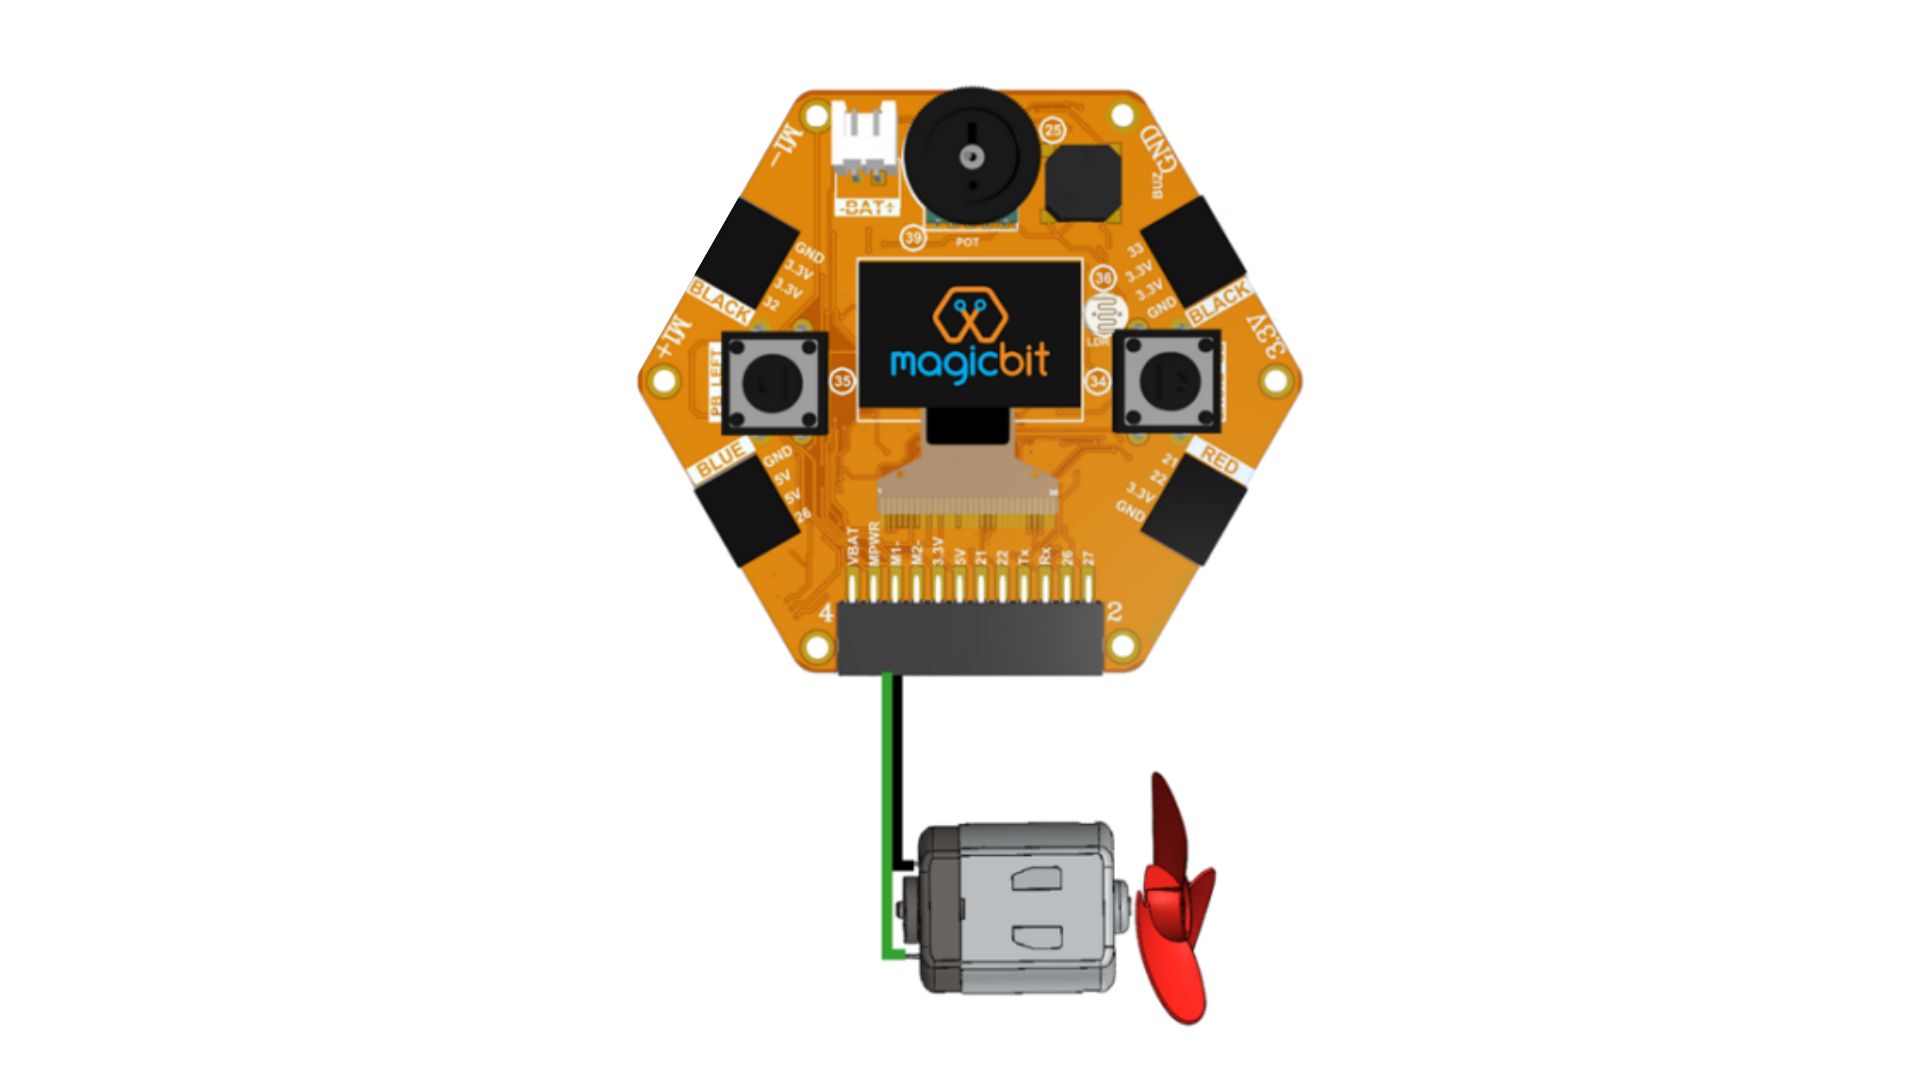 M1-
-BAT+
25
GND
BUZ
39
POT
GND
3.3V
3.3V
32
BLACK
33
3.3V
3.3V
GND
BLACK
36
LDR
M1+
3.3V
PB LEFT
35
magicbit
34
BLUE
GND
5V
5V
26
RED
21
22
3.3V
GND
VBAT
MPWR
M1-
M2-
3.3V
5V
21
22
Tx
Rx
26
27
4
2